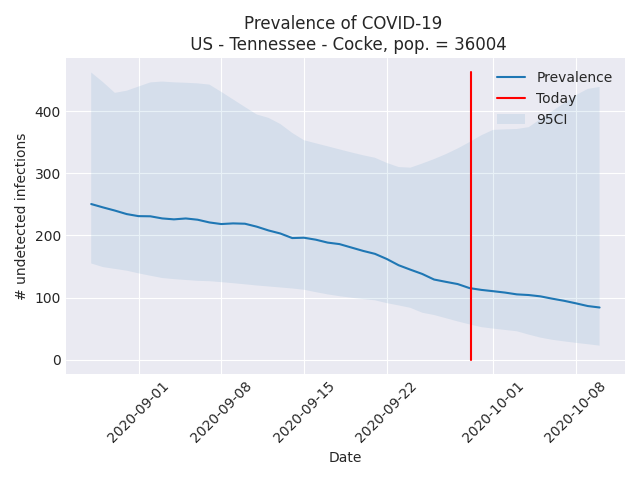 Prevalence of COVID-19
US - Tennessee - Cocke, pop. = 36004
Prevalence
Today
95CI
# undetected infections
400
300
200
100
0
2020-09-01
2020-09-08
2020-09-15
2020-09-22
2020-10-01
2020-10-08
Date